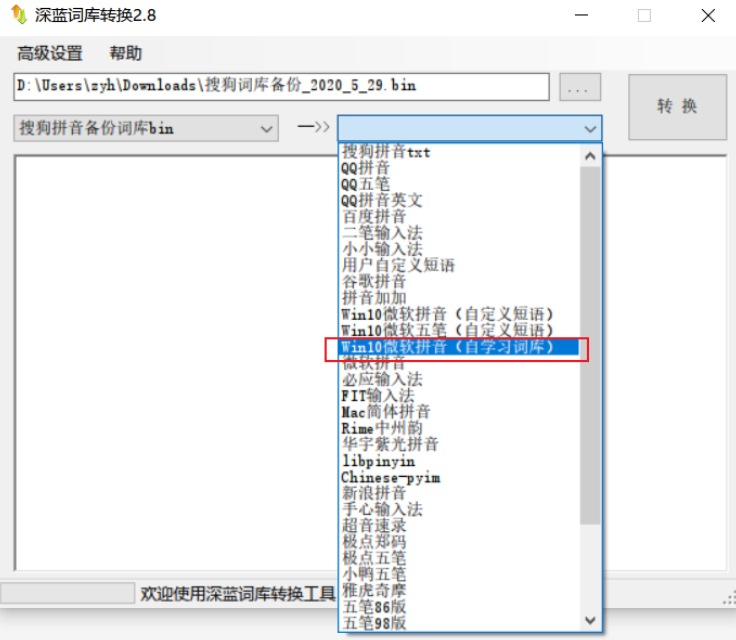 深蓝词库转换2.8
高级设置 帮助
D:\Users\zyh\Downloads\搜狗词库备份_2020_5_29.bin
...
转 换
搜狗拼音备份词库bin
—>>
搜狗拼音txt
QQ拼音
QQ五笔
QQ拼音英文
百度拼音
二笔输入法
小小输入法
用户自定义短语
谷歌拼音
拼音加加
Win10微软拼音（自定义短语）
Win10微软五笔（自定义短语）
Win10微软拼音（自学习词库）
微软拼音
必应输入法
FIT输入法
Mac简体拼音
Rime中州韵
华宇紫光拼音
libpinyin
Chinese-pyim
新浪拼音
手心输入法
超音速录
极点郑码
极点五笔
小鸭五笔
雅虎奇摩
五笔86版
五笔98版
欢迎使用深蓝词库转换工具